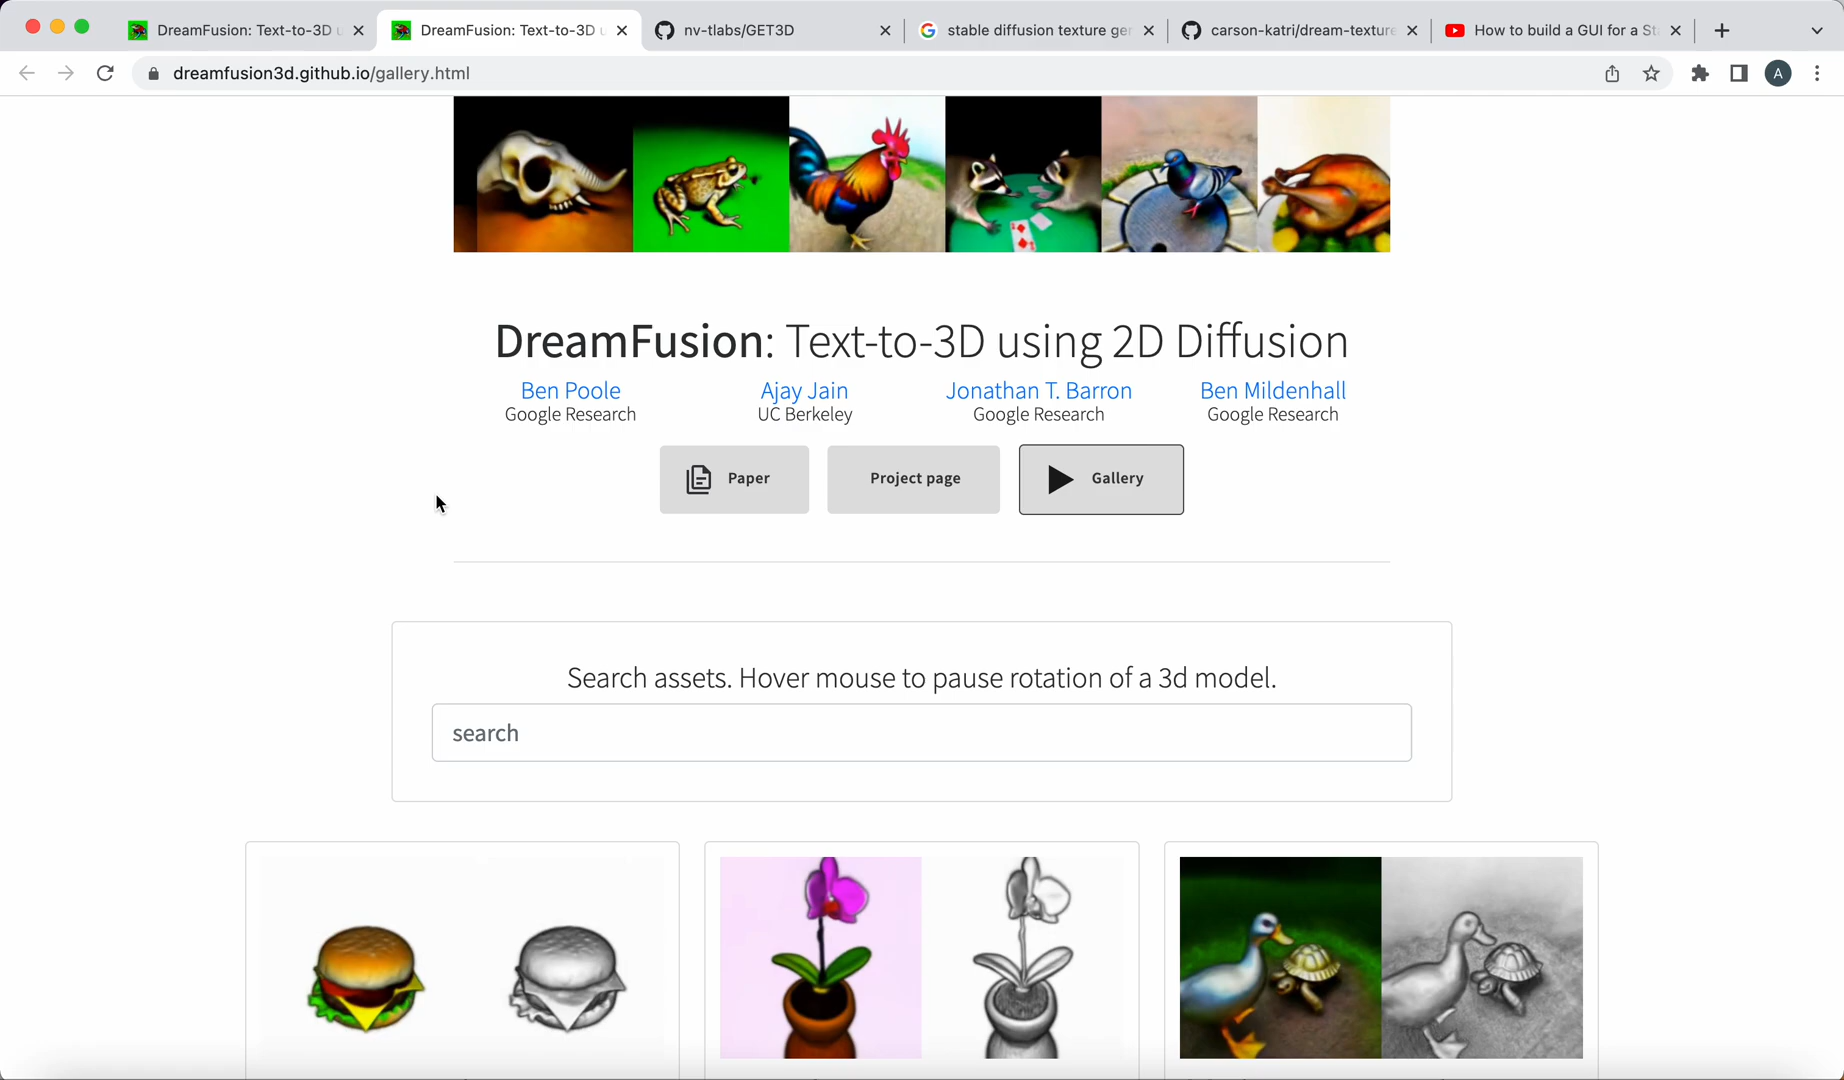 DreamFusion: Text-to-3D u
DreamFusion: Text-to-3D u
nv-tlabs/GET3D
stable diffusion texture ger
carson-katri/dream-texture
How to build a GUI for a St
dreamfusion3d.github.io/gallery.html
A
DreamFusion: Text-to-3D using 2D Diffusion
Ben Poole
Google Research
Ajay Jain
UC Berkeley
Jonathan T. Barron
Google Research
Ben Mildenhall
Google Research
Paper
Project page
Gallery
Search assets. Hover mouse to pause rotation of a 3d model.
search